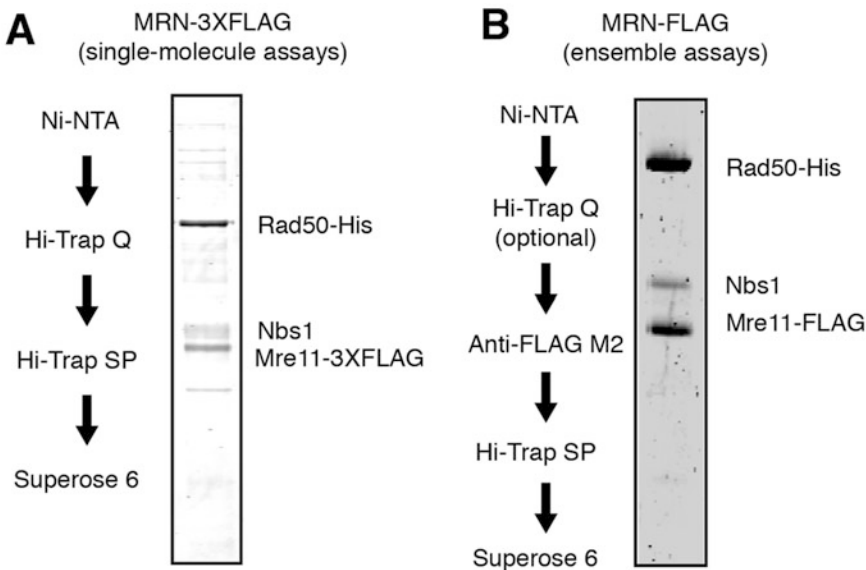 A
MRN-3XFLAG
(single-molecule assays)
Ni-NTA
Hi-Trap Q
Hi-Trap SP
Superose 6
Rad50-His
Nbs1
Mre11-3XFLAG
B
MRN-FLAG
(ensemble assays)
Ni-NTA
Hi-Trap Q
(optional)
Anti-FLAG M2
Hi-Trap SP
Superose 6
Rad50-His
Nbs1
Mre11-FLAG